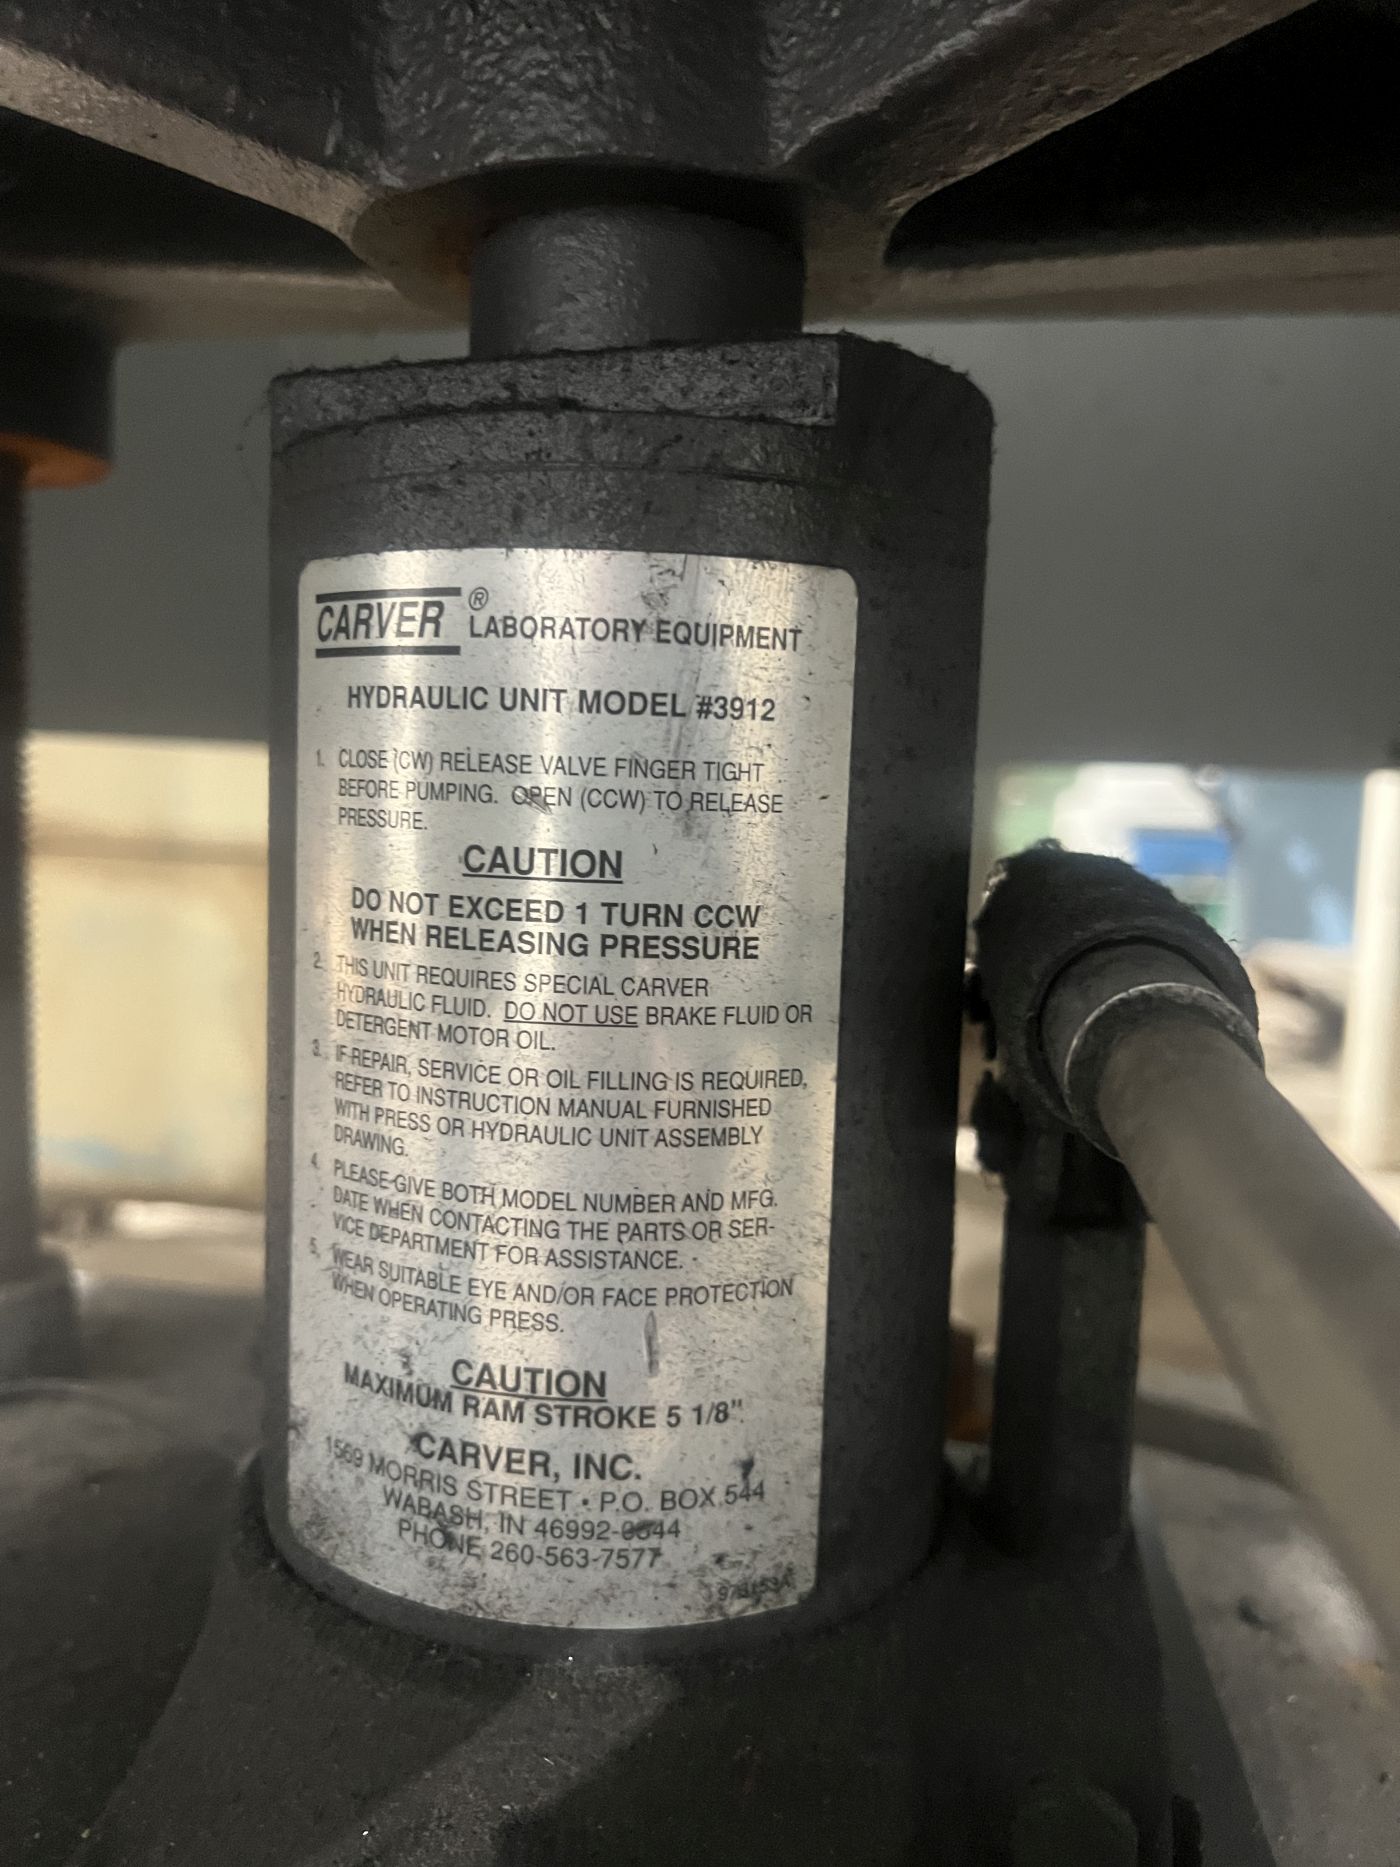 CARVER ® LABORATORY EQUIPMENT
HYDRAULIC UNIT MODEL #3912
1. CLOSE (CW) RELEASE VALVE FINGER TIGHT
BEFORE PUMPING. OPEN (CCW) TO RELEASE
PRESSURE.
CAUTION
DO NOT EXCEED 1 TURN CCW
WHEN RELEASING PRESSURE
2. THIS UNIT REQUIRES SPECIAL CARVER
HYDRAULIC FLUID. DO NOT USE BRAKE FLUID OR
DETERGENT MOTOR OIL.
3. IF REPAIR, SERVICE OR OIL FILLING IS REQUIRED,
REFER TO INSTRUCTION MANUAL FURNISHED
WITH PRESS OR HYDRAULIC UNIT ASSEMBLY
DRAWING.
4. PLEASE GIVE BOTH MODEL NUMBER AND MFG.
DATE WHEN CONTACTING THE PARTS OR SER-
VICE DEPARTMENT FOR ASSISTANCE.
5. WEAR SUITABLE EYE AND/OR FACE PROTECTION
WHEN OPERATING PRESS.
CAUTION
MAXIMUM RAM STROKE 5 1/8"
CARVER, INC.
1569 MORRIS STREET • P.O. BOX 544
WABASH, IN 46992-0544
PHONE 260-563-7577